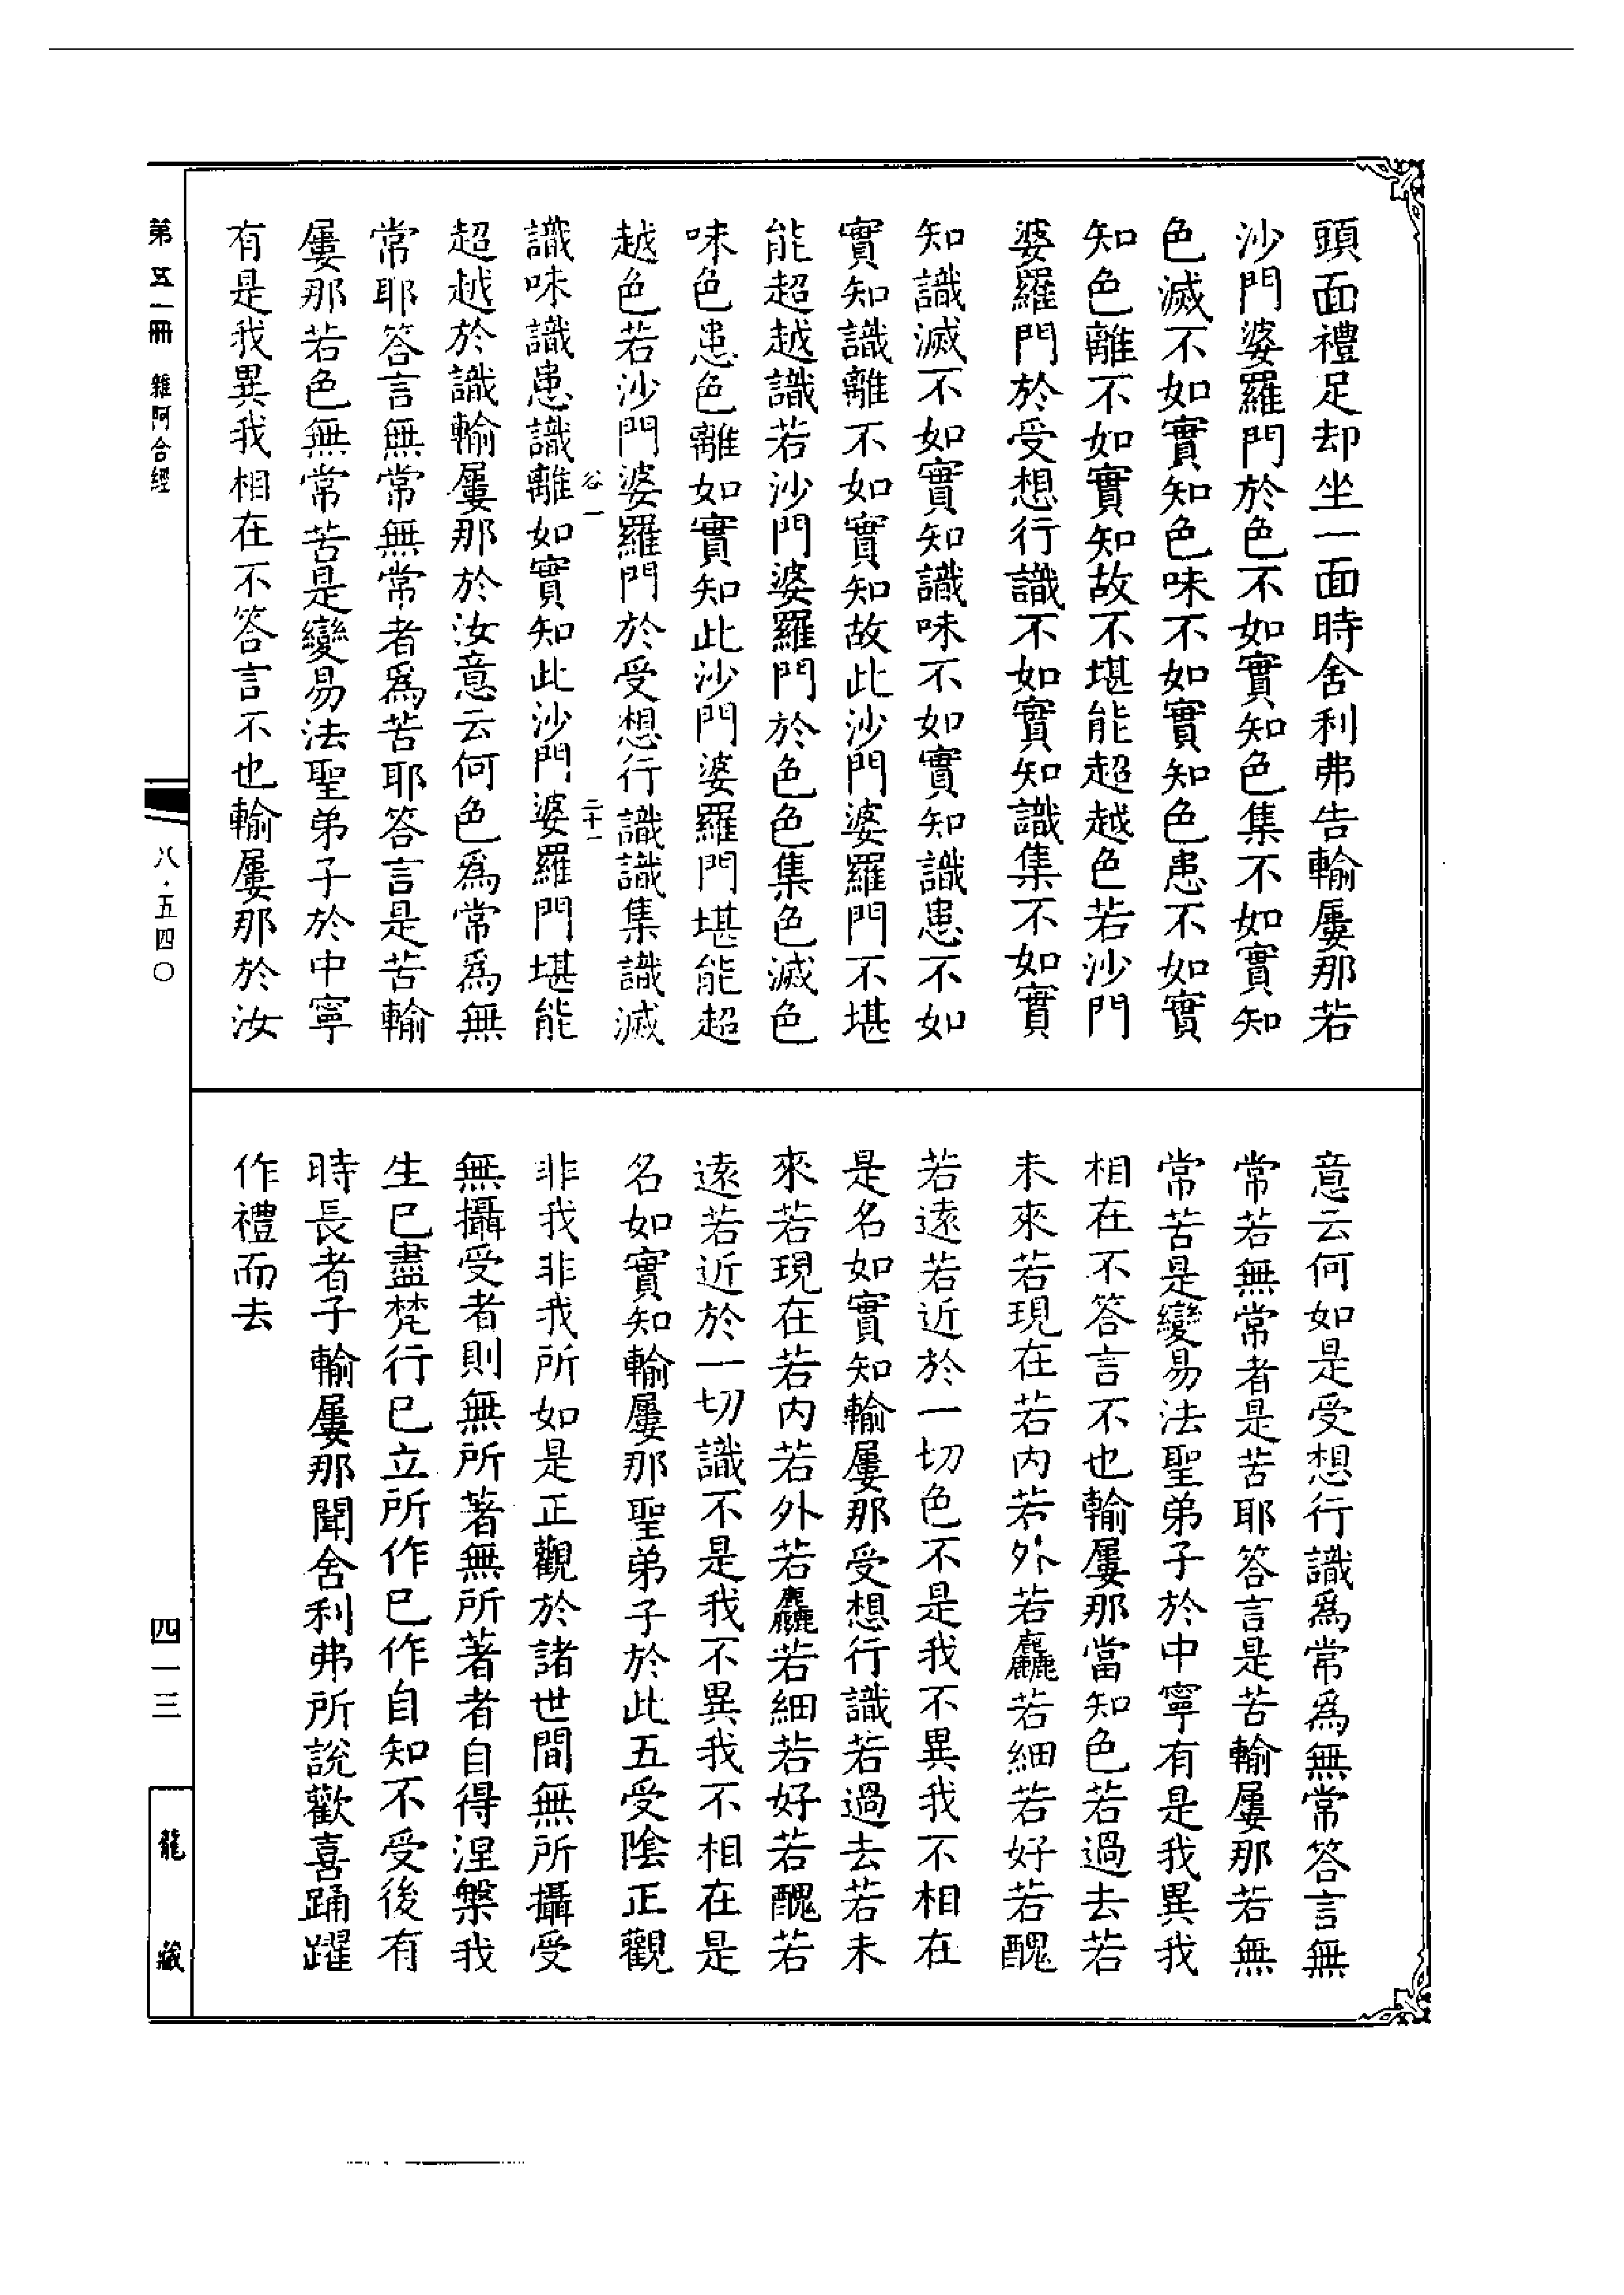 頭面禮足却坐一面時舍利弗告輸屢那若
沙門婆羅門於色不如實知色集不如實知
色滅不如實知色味不如實知色患不如實
知色離不如實知故不堪能超越色若沙門
婆羅門於受想行識不如實知識集不如實
知識滅不如實知識味不如實知識患不如
實知識離不如實知故此沙門婆羅門不堪
能超越識若沙門婆羅門於色色集色滅色
味色患色離如實知此沙門婆羅門堪能超
越色若沙門婆羅門於受想行識識集識滅
谷一 二十一
識味識患識離如實知此沙門婆羅門堪能
超越於識輸屢那於汝意云何色爲常爲無
常耶答言無常無常者爲苦耶答言是苦輸
屢那若色無常苦是變易法聖弟子於中寧
有是我異我相在不答言不也輸屢那於汝
意云何如是受想行識爲常爲無常答言無
常若無常者是苦耶答言是苦輸屢那若無
常苦是變易法聖弟子於中寧有是我異我
相在不答言不也輸屢那當知色若過去若
未來若現在若内若外若麤若細若好若醜
若遠若近於一切色不是我不異我不相在
是名如實知輸屢那受想行識若過去若未
來若現在若内若外若麤若細若好若醜若
遠若近於一切識不是我不異我不相在是
名如實知輸屢那聖弟子於此五受陰正觀
非我非我所如是正觀於諸世間無所攝受
無攝受者則無所著無所著者自得涅槃我
生已盡梵行已立所作已作自知不受後有
時長者子輸屢那聞舍利弗所說歡喜踊躍
作禮而去
第五一冊 雜阿含經
八·五四〇
四一三
龍藏